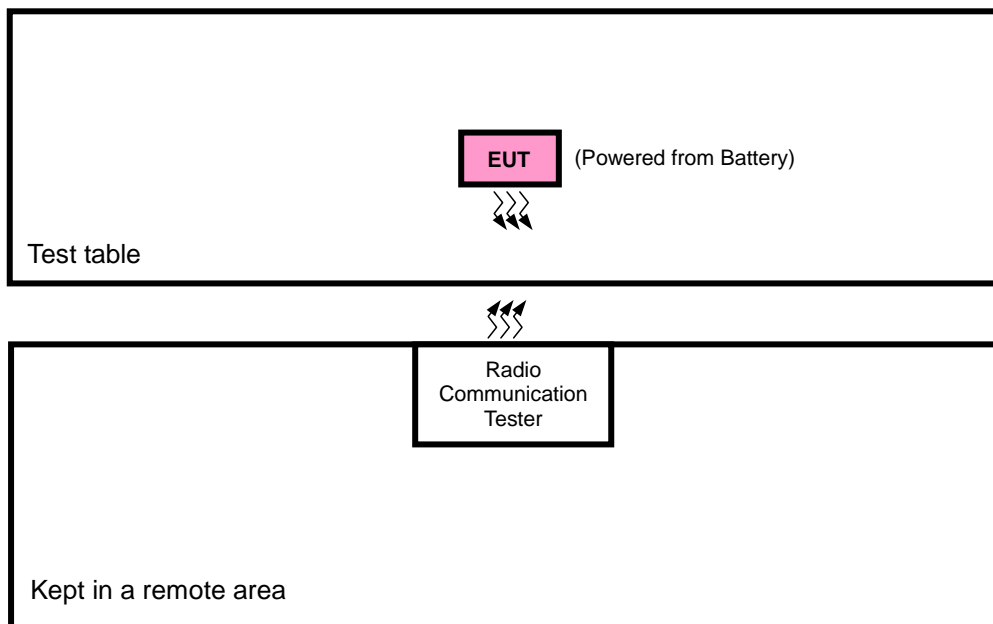 EUT
(Powered from Battery)
Test table
Radio
Communication
Tester
Kept in a remote area